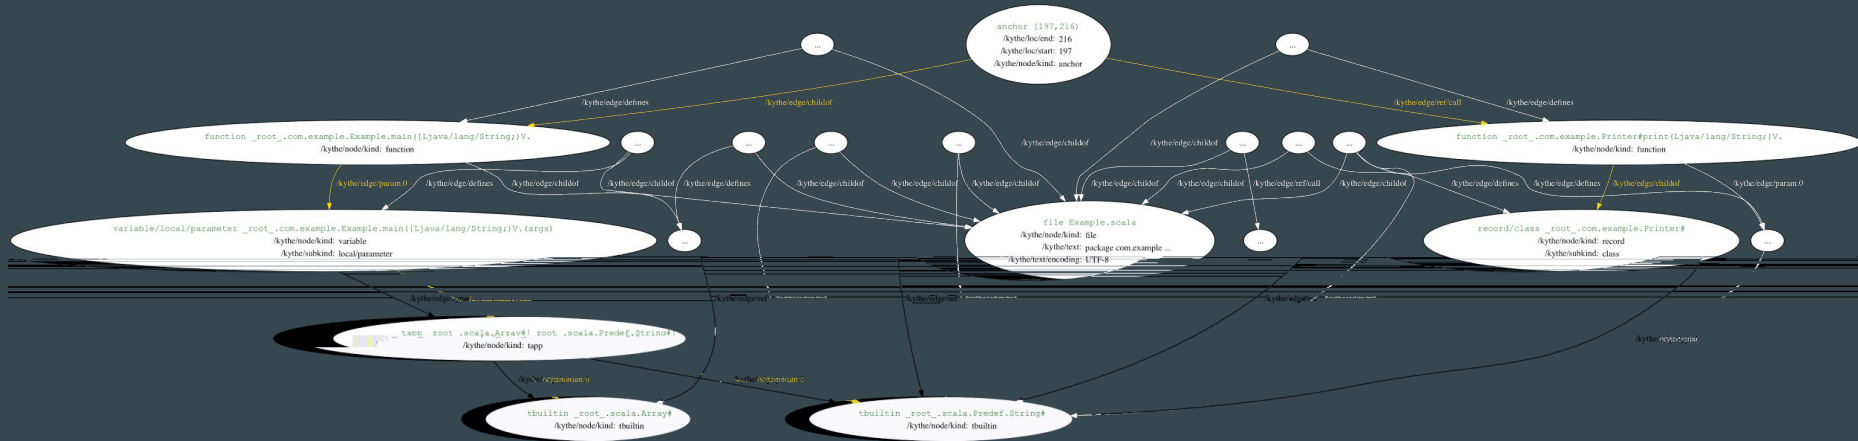 anchor [197,216)
/kythe/loc/end: 216
/kythe/loc/start: 197
/kythe/node/kind: anchor
...
...
/kythe/edge/defines
/kythe/edge/childof
/kythe/edge/ref/call
/kythe/edge/defines
function _root_.com.example.Example.main([Ljava/lang/String;)V.
/kythe/node/kind: function
...
...
...
...
/kythe/edge/childof
/kythe/edge/childof
...
...
...
function _root_.com.example.Printer#print(Ljava/lang/String;)V.
/kythe/node/kind: function
/kythe/edge/param.0
/kythe/edge/defines
/kythe/edge/childof
/kythe/edge/childof
/kythe/edge/defines
/kythe/edge/childof
/kythe/edge/childof
/kythe/edge/childof
/kythe/edge/childof
/kythe/edge/childof
/kythe/edge/ref/call
/kythe/edge/childof
/kythe/edge/defines
/kythe/edge/defines
/kythe/edge/childof
/kythe/edge/param.0
variable/local/parameter _root_.com.example.Example.main([Ljava/lang/String;)V.(args)
/kythe/node/kind: variable
/kythe/subkind: local/parameter
...
file Example.scala
/kythe/node/kind: file
/kythe/text: package com.example ...
/kythe/text/encoding: UTF-8
...
record/class _root_.com.example.Printer#
/kythe/node/kind: record
/kythe/subkind: class
...
/kythe/edge/ref
/kythe/edge/ref
/kythe/node/kind: tapp
tbuiltin _root_.scala.Array#
/kythe/node/kind: tbuiltin
tbuiltin _root_.scala.Predef.String#
/kythe/node/kind: tbuiltin